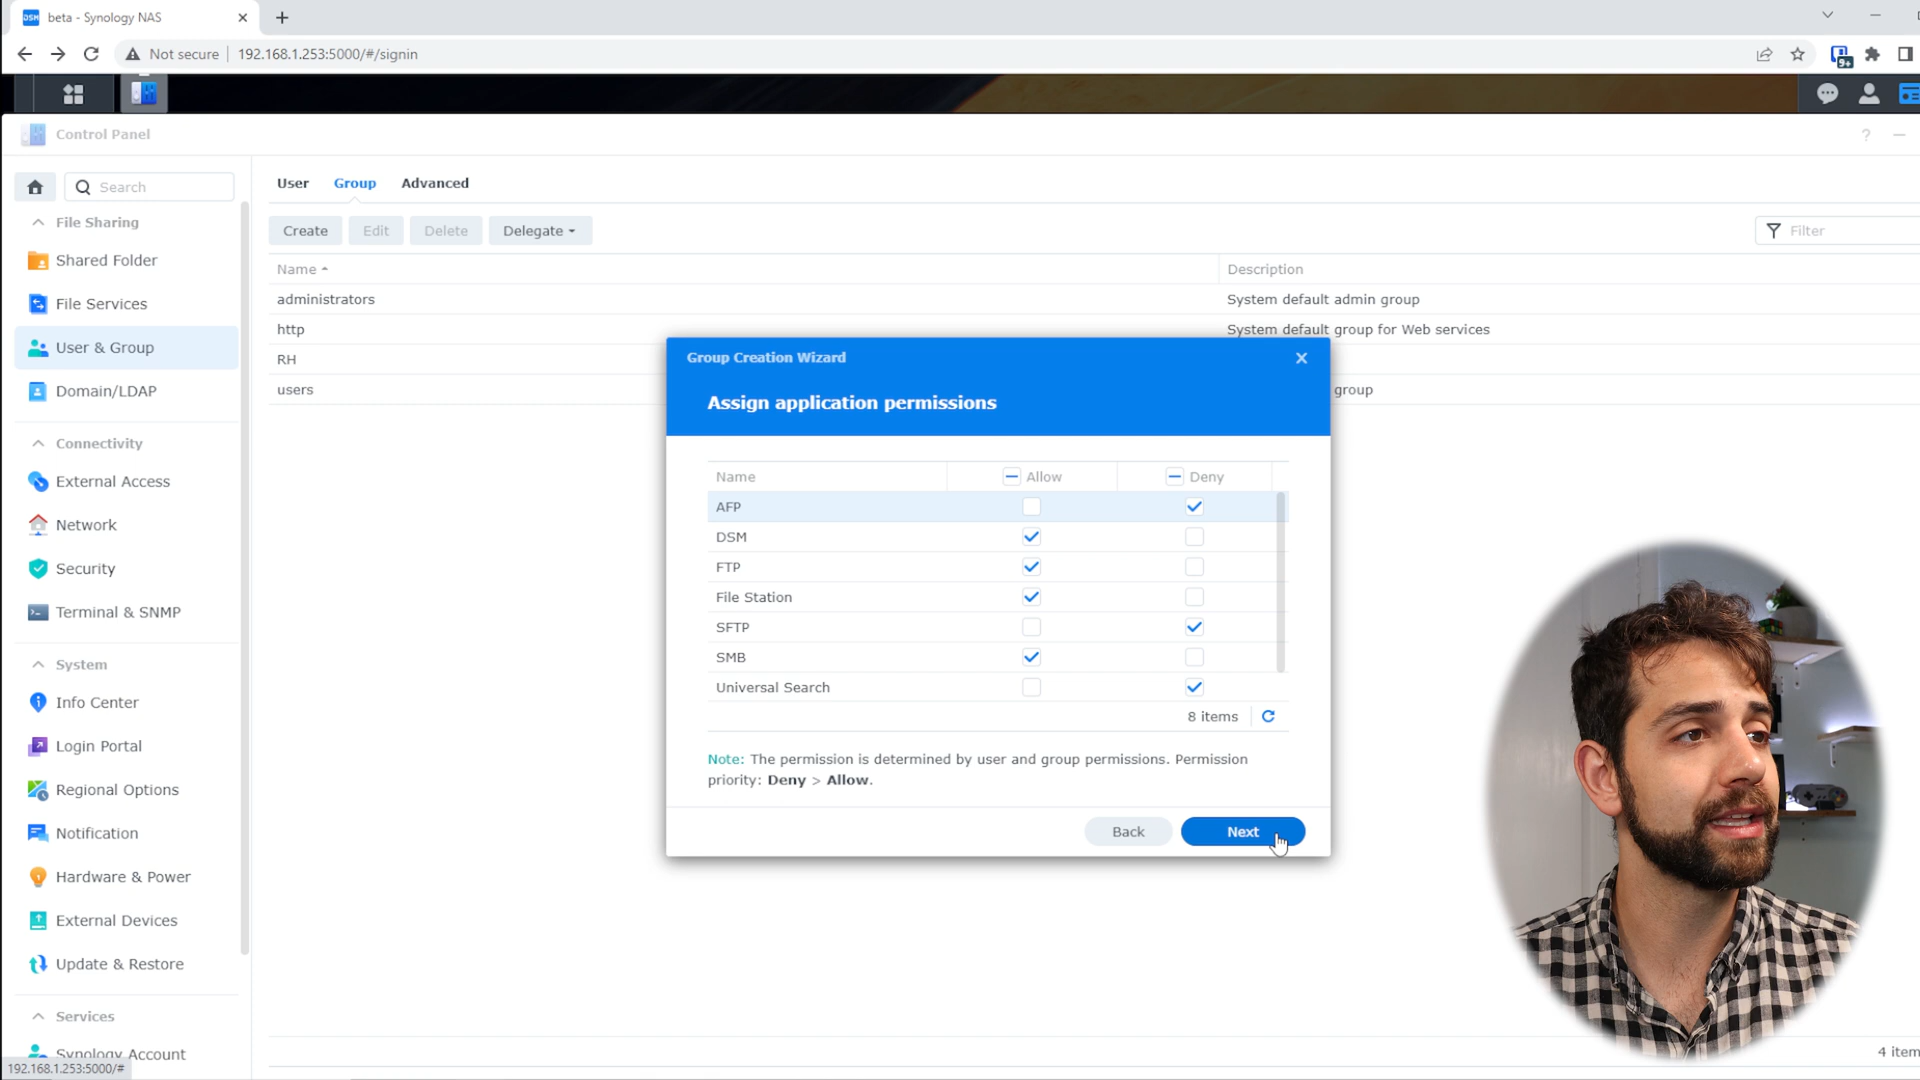 DSM
beta - Synology NAS
Not secure
192.168.1.253:5000/#/signin
9+
Control Panel
?
Search
User
Group
Advanced
File Sharing
Create
Edit
Delete
Delegate
Filter
Shared Folder
Name
Description
administrators
System default admin group
File Services
http
System default group for Web services
User & Group
RH
Group Creation Wizard
users
group
Domain/LDAP
Assign application permissions
Connectivity
Name
Allow
Deny
External Access
AFP
Network
DSM
Security
FTP
File Station
Terminal & SNMP
SFTP
System
SMB
Info Center
Universal Search
8 items
Login Portal
Note: The permission is determined by user and group permissions. Permission
priority: Deny > Allow.
Regional Options
Notification
Back
Next
Hardware & Power
External Devices
Update & Restore
Services
Synology Account
4 item
192.168.1.253:5000/#